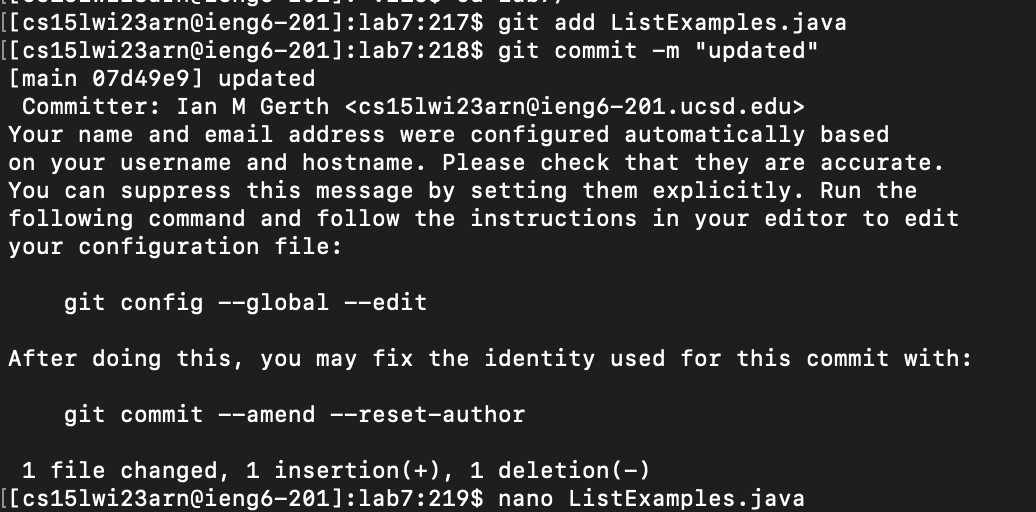 [[cs15lwi23arn@ieng6-201]:lab7:217$ git add ListExamples.java
[[cs15lwi23arn@ieng6-201]:lab7:218$ git commit -m "updated"
[main 07d49e9] updated
 Committer: Ian M Gerth <cs15lwi23arn@ieng6-201.ucsd.edu>
Your name and email address were configured automatically based
on your username and hostname. Please check that they are accurate.
You can suppress this message by setting them explicitly. Run the
following command and follow the instructions in your editor to edit
your configuration file:

    git config --global --edit

After doing this, you may fix the identity used for this commit with:

    git commit --amend --reset-author

 1 file changed, 1 insertion(+), 1 deletion(-)
[[cs15lwi23arn@ieng6-201]:lab7:219$ nano ListExamples.java